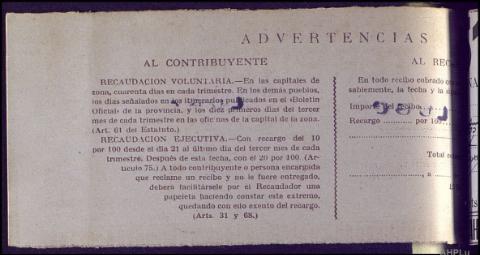 ADVERTENCIAS
AL CONTRIBUYENTE
RECAUDACION VOLUNTARIA.—En las capitales de
zona, cuarenta días en cada trimestre. En los demás pueblos,
los días señalados en los itinerarios publicados en el «Boletín
Oficial» de la provincia, y los diez primeros días del tercer
mes de cada trimestre en las oficinas de la capital de la zona.
(Art. 61 del Estatuto.)
RECAUDACION EJECUTIVA.—Con recargo del 10
por 100 desde el día 21 al último día del tercer mes de cada
trimestre. Después de esta fecha, con el 20 por 100. (Ar-
tículo 75.) A todo contribuyente o persona encargada
que reclame un recibo y no le fuere entregado,
deberá facilitársele por el Recaudador una
papeleta haciendo constar este extremo,
quedando con ello exento del recargo.
(Arts. 31 y 68.)
AL REC
En todo recibo cobrado con
sablemente, la fecha y la
Importe del recibo
Recargo .......... por 100
Total
AHPLu